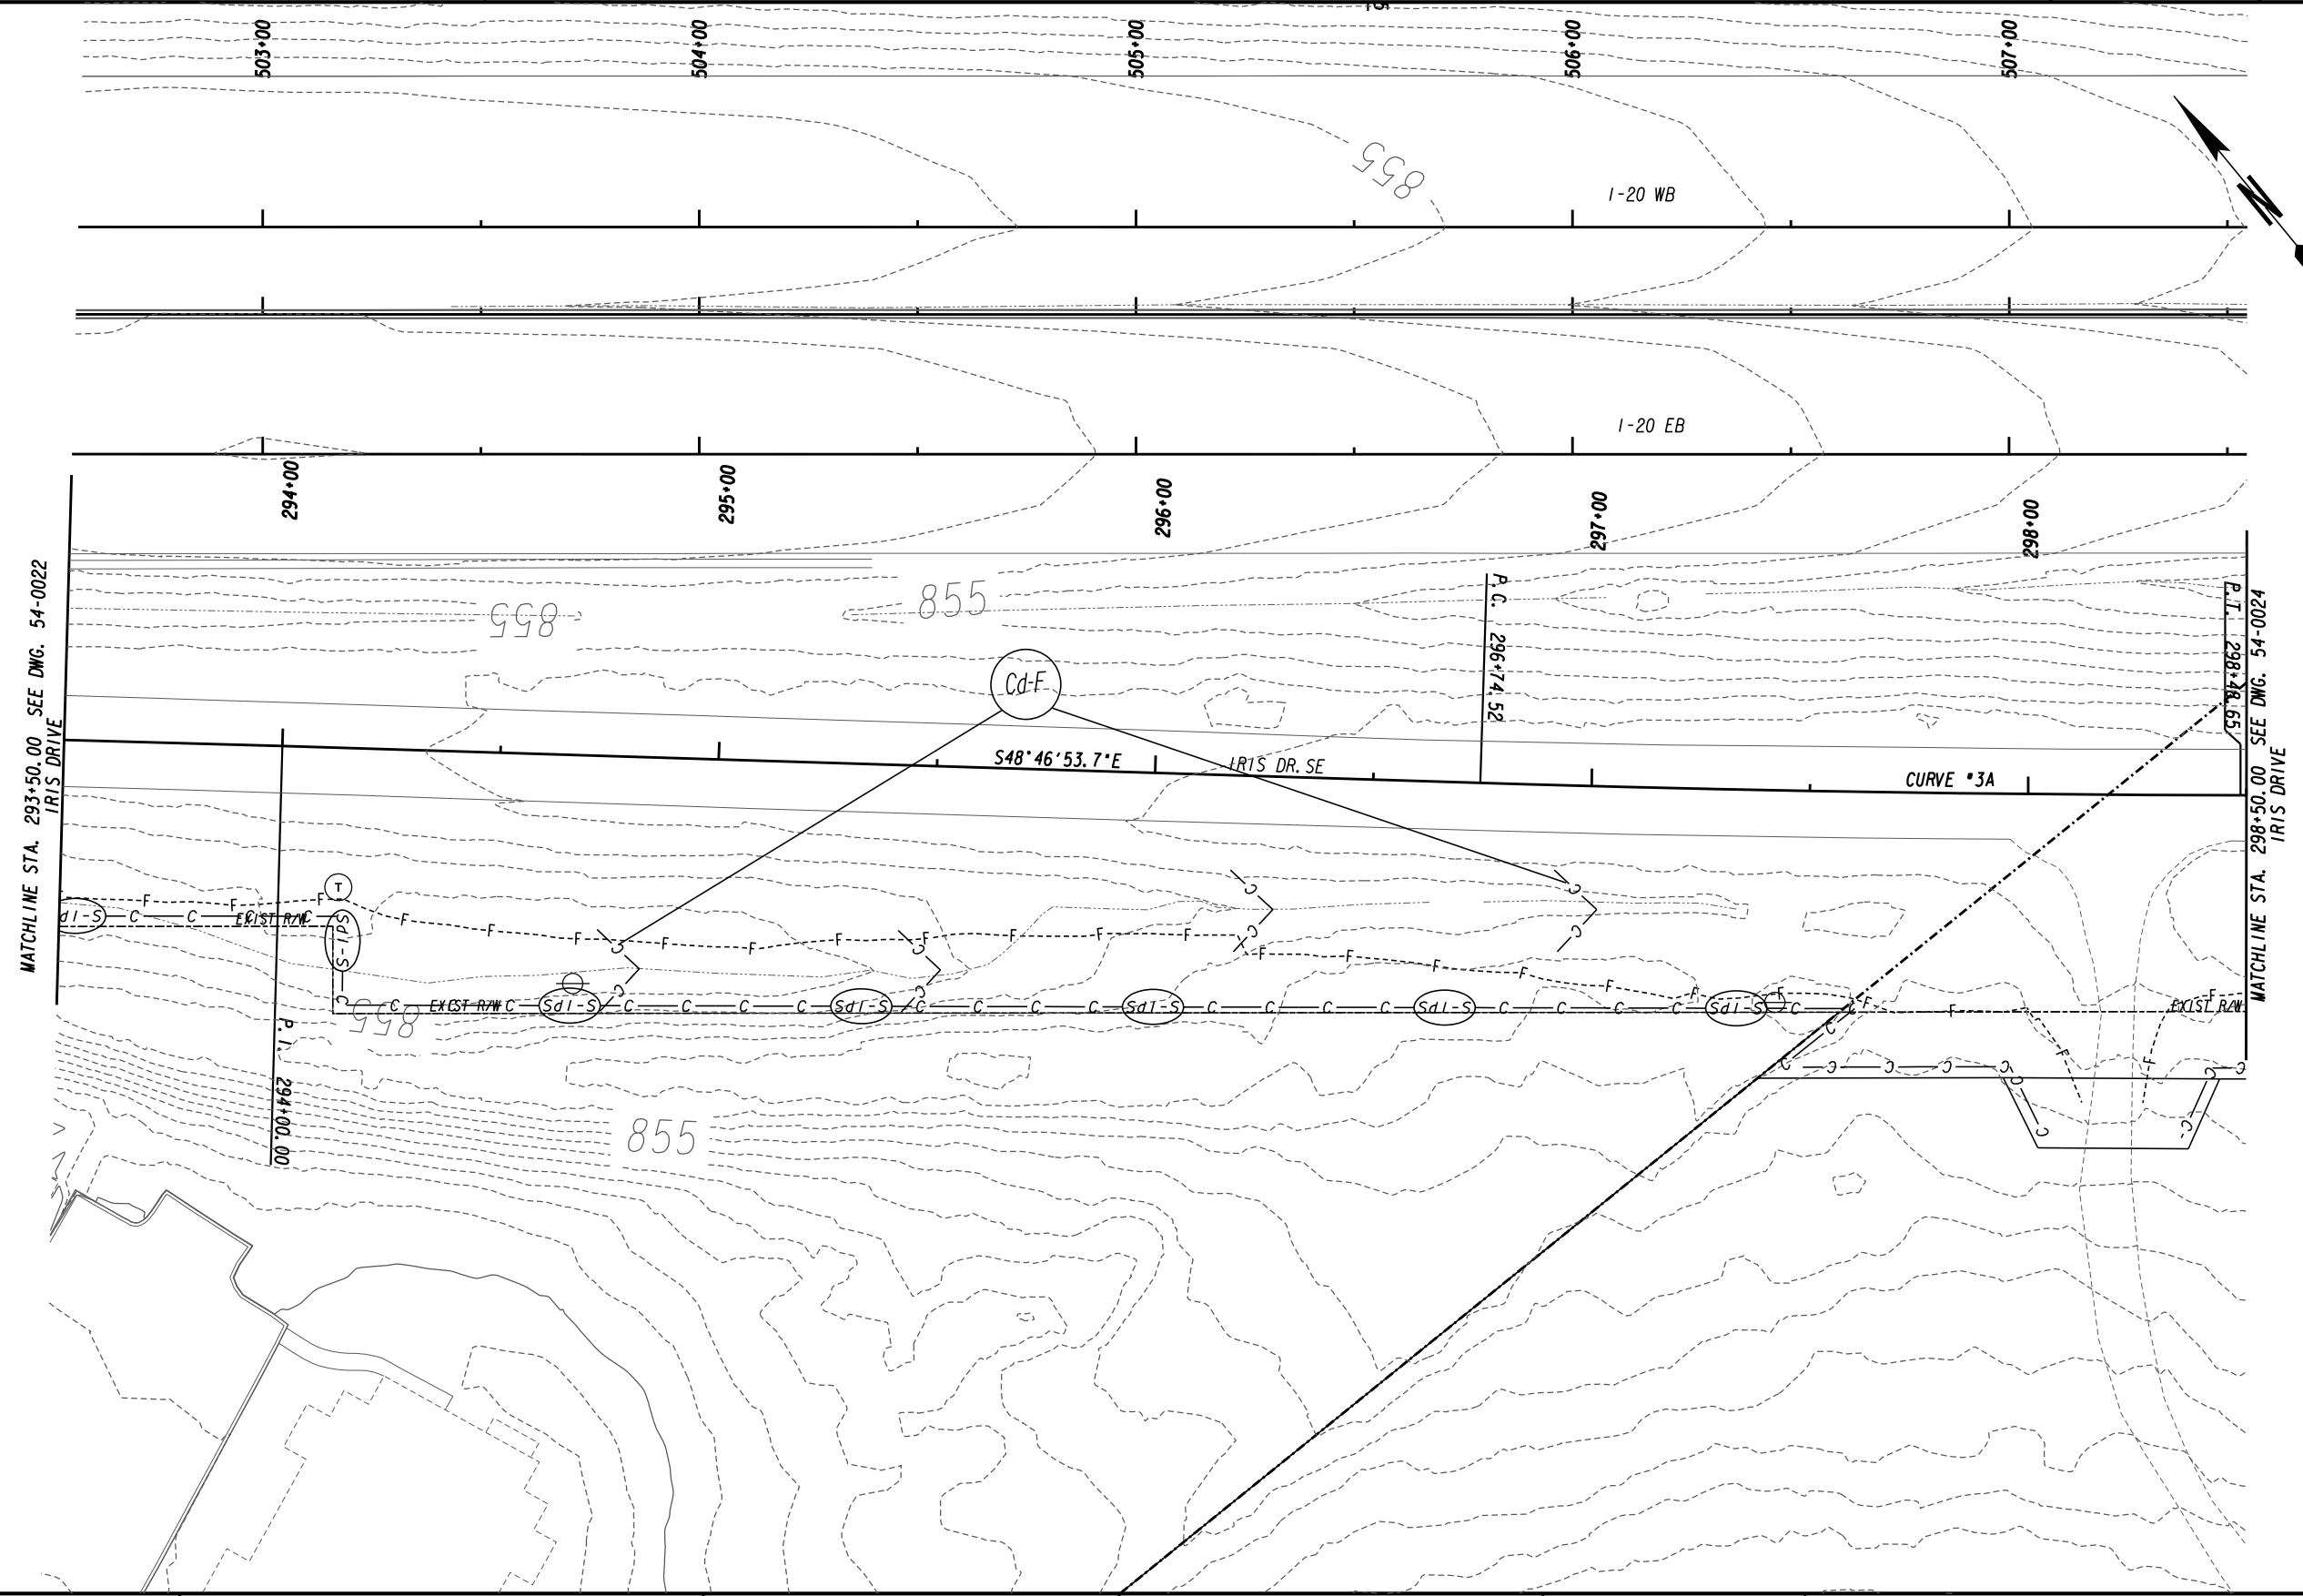 503+00
504+00
505+00
506+00
507+00
855
I-20 WB
N
I-20 EB
294+00
295+00
296+00
297+00
298+00
MATCHLINE STA. 293+50.00 SEE DWG. 54-0022
IRIS DRIVE
855
855
Cd-F
P.C. 296+74.52
P.T. 298+48.65
MATCHLINE STA. 298+50.00 SEE DWG. 54-0024
IRIS DRIVE
S48°46'53.7"E
IRIS DR. SE
CURVE #3A
T
F F F F F F F F F F F F F F F F F F F F F F F F
C C C C
EXIST R/W
Sd1-S
C C C C
C C C C
C
C EXIST R/W C Sd1-S C C C C Sd1-S C C C C Sd1-S C C C C Sd1-S C C C C Sd1-S C C
EXIST R/W
855
C C C C C C C C C C C
P.I. 294+00.00
855